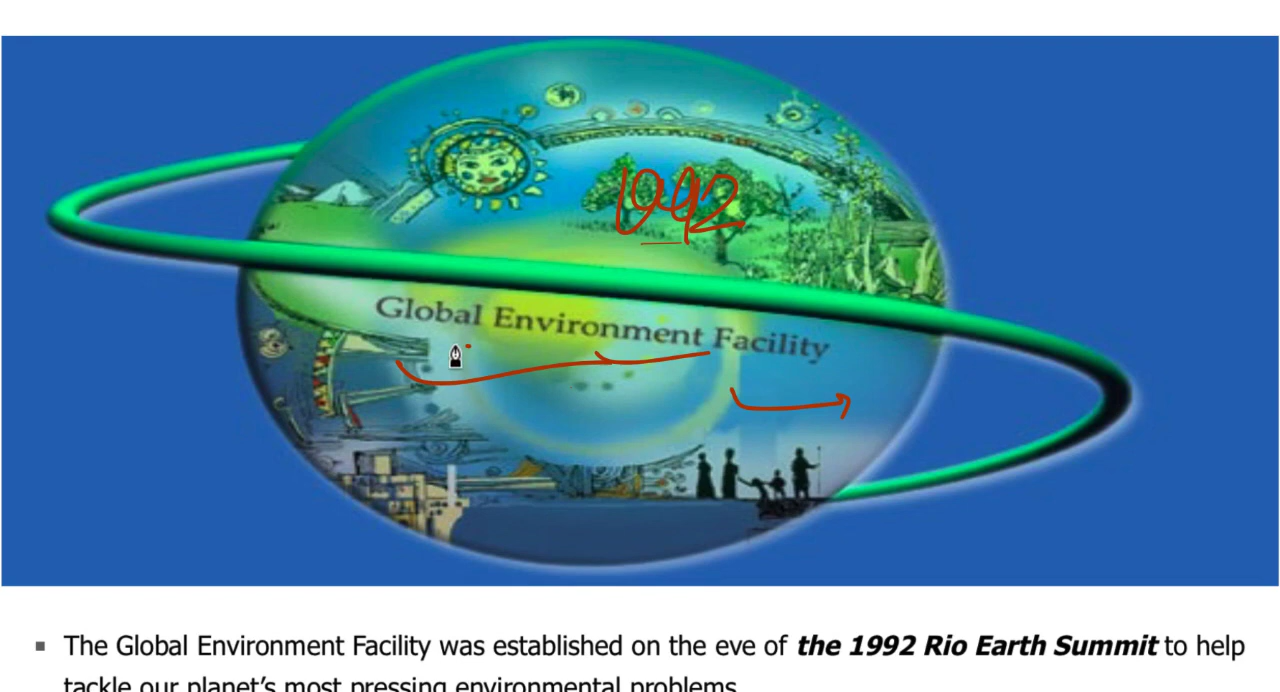 1992
Global Environment Facility
▪ The Global Environment Facility was established on the eve of the 1992 Rio Earth Summit to help
tackle our planet's most pressing environmental problems.